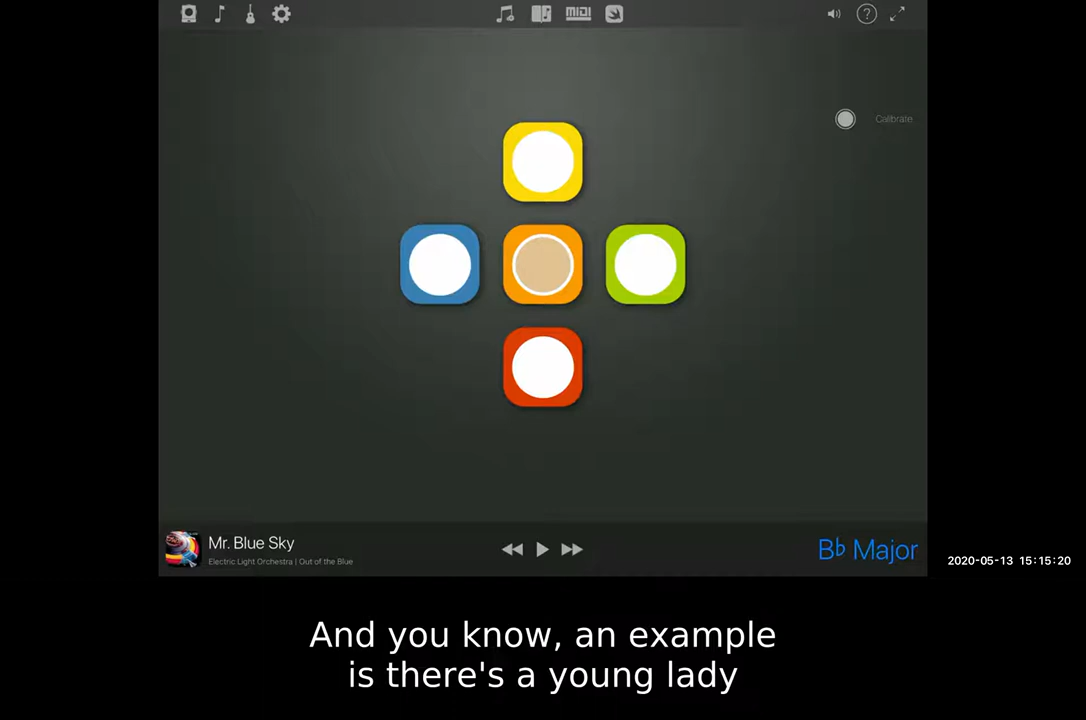 MIDI
?
Calibrate
Mr. Blue Sky
Electric Light Orchestra | Out of the Blue
B♭ Major
2020-05-13 15:15:20
And you know, an example
is there's a young lady